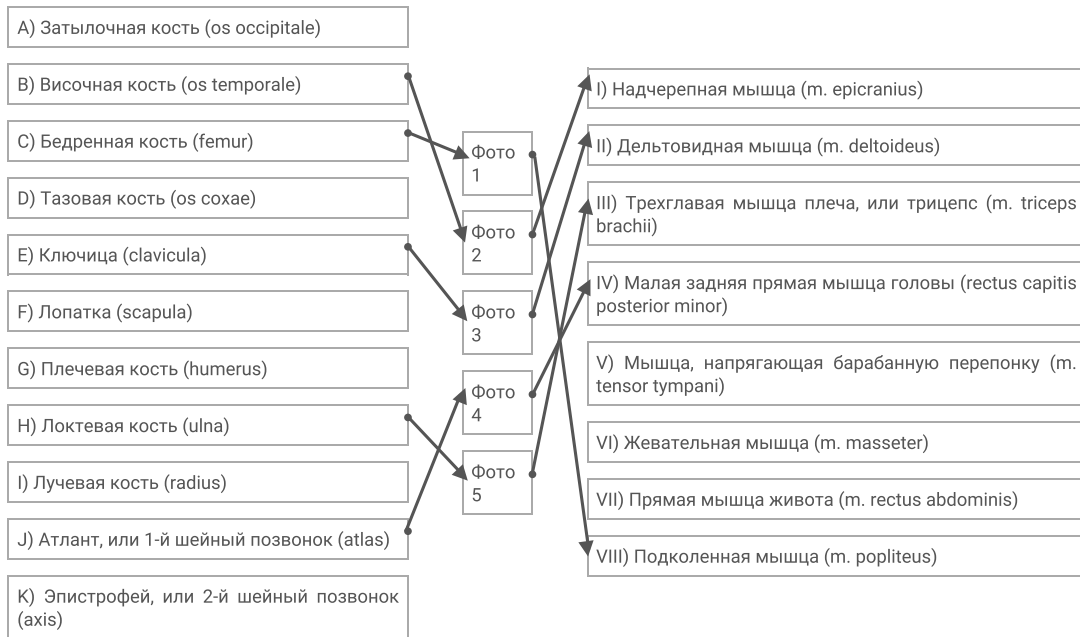 A) Затылочная кость (os occipitale)
B) Височная кость (os temporale)
C) Бедренная кость (femur)
D) Тазовая кость (os coxae)
E) Ключица (clavicula)
F) Лопатка (scapula)
G) Плечевая кость (humerus)
H) Локтевая кость (ulna)
I) Лучевая кость (radius)
J) Атлант, или 1-й шейный позвонок (atlas)
K) Эпистрофей, или 2-й шейный позвонок
(axis)
Фото
1
Фото
2
Фото
3
Фото
4
Фото
5
I) Надчерепная мышца (m. epicranius)
II) Дельтовидная мышца (m. deltoideus)
III) Трехглавая мышца плеча, или трицепс (m. triceps
brachii)
IV) Малая задняя прямая мышца головы (rectus capitis
posterior minor)
V) Мышца, напрягающая барабанную перепонку (m.
tensor tympani)
VI) Жевательная мышца (m. masseter)
VII) Прямая мышца живота (m. rectus abdominis)
VIII) Подколенная мышца (m. popliteus)